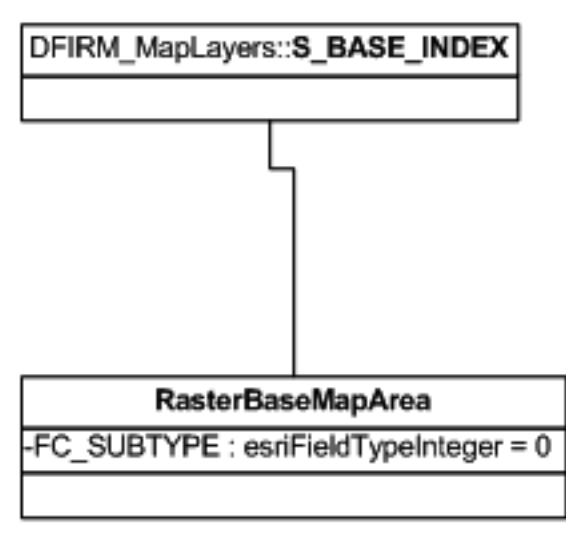 DFIRM_MapLayers::S_BASE_INDEX
RasterBaseMapArea
-FC_SUBTYPE : esriFieldTypeInteger = 0